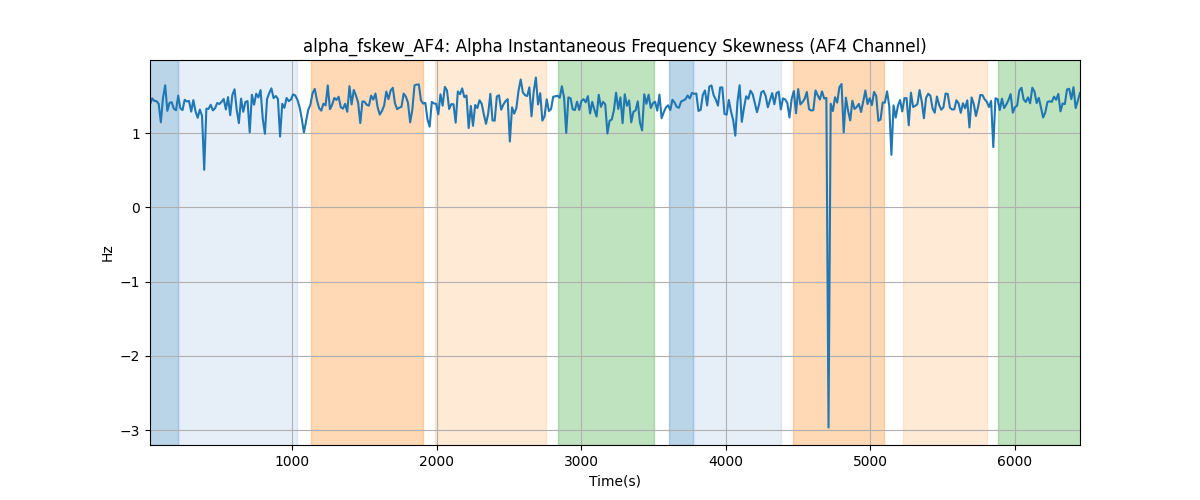 alpha_fskew_AF4: Alpha Instantaneous Frequency Skewness (AF4 Channel)
Hz
1
0
−1
−2
−3
1000 2000 3000 4000 5000 6000
Time(s)